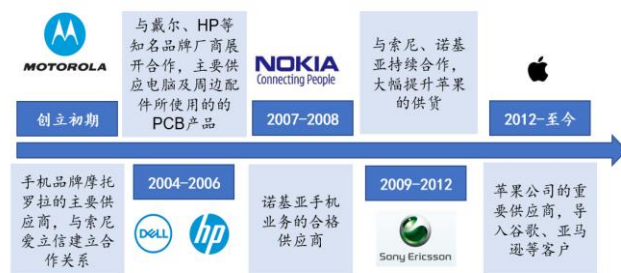 MOTOROLA
创立初期
手机品牌摩托
罗拉的主要供
应商，与索尼
爱立信建立合
作关系
与戴尔、HP等
知名品牌厂商展
开合作，主要供
应电脑及周边配
件所使用的的
PCB产品
2004-2006
DELL
hp
NOKIA
Connecting People
2007-2008
诺基亚手机
业务的合格
供应商
与索尼、诺基
亚持续合作，
大幅提升苹果
的供货
2009-2012
Sony Ericsson
2012-至今
苹果公司的重
要供应商，导
入谷歌、亚马
逊等客户